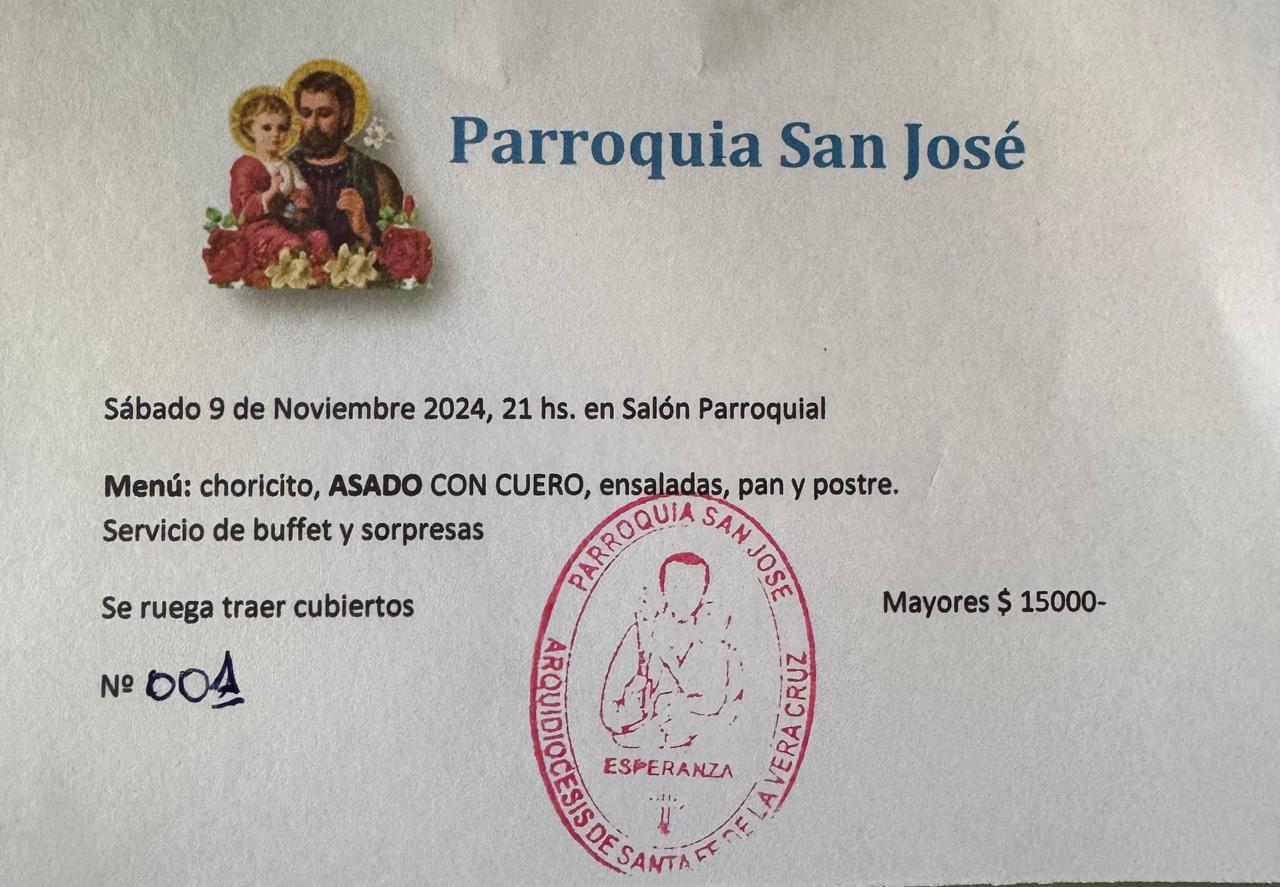 Parroquia San José
Sábado 9 de Noviembre 2024, 21 hs. en Salón Parroquial
Menú: choricito, ASADO CON CUERO, ensaladas, pan y postre.
Servicio de buffet y sorpresas
Se ruega traer cubiertos
Mayores $ 15000-
Nº 001
PARROQUIA SAN JOSE
ARQUIDIOCESIS DE SANTA FE DE LA VERA CRUZ
ESPERANZA